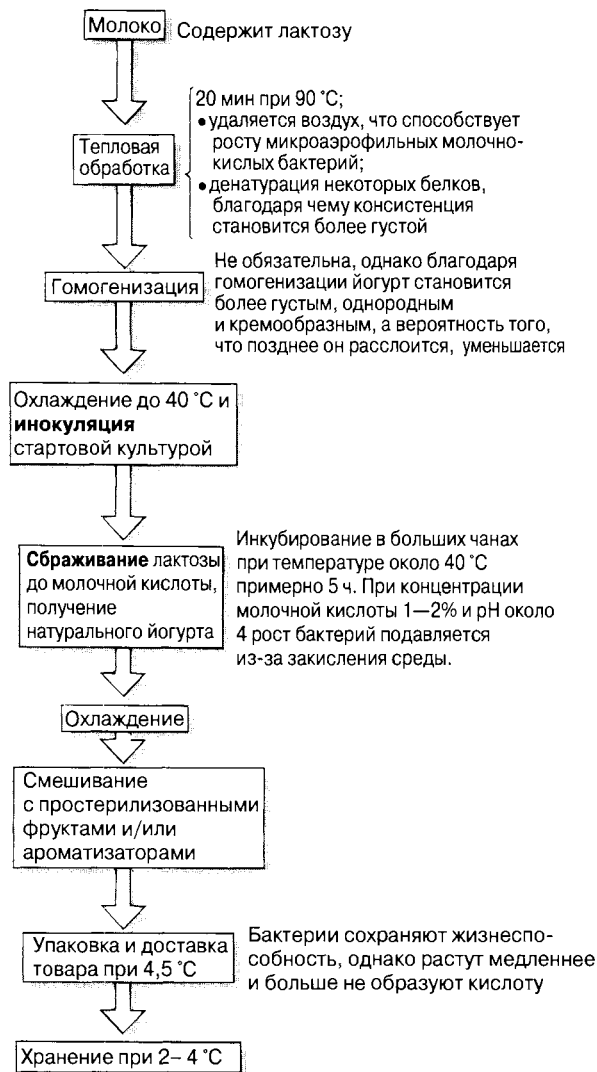 Молоко
Содержит лактозу
Тепловая
обработка
20 мин при 90 °C;
• удаляется воздух, что способствует
росту микроаэрофильных молочно-
кислых бактерий;
• денатурация некоторых белков,
благодаря чему консистенция
становится более густой
Гомогенизация
Не обязательна, однако благодаря
гомогенизации йогурт становится
более густым, однородным
и кремообразным, а вероятность того,
что позднее он расслоится, уменьшается
Охлаждение до 40 °C и
инокуляция
стартовой культурой
Сбраживание лактозы
до молочной кислоты,
получение
натурального йогурта
Инкубирование в больших чанах
при температуре около 40 °C
примерно 5 ч. При концентрации
молочной кислоты 1—2% и pH около
4 рост бактерий подавляется
из-за закисления среды.
Охлаждение
Смешивание
с простерилизованными
фруктами и/или
ароматизаторами
Упаковка и доставка
товара при 4,5 °C
Бактерии сохраняют жизнеспо-
собность, однако растут медленнее
и больше не образуют кислоту
Хранение при 2– 4 °C